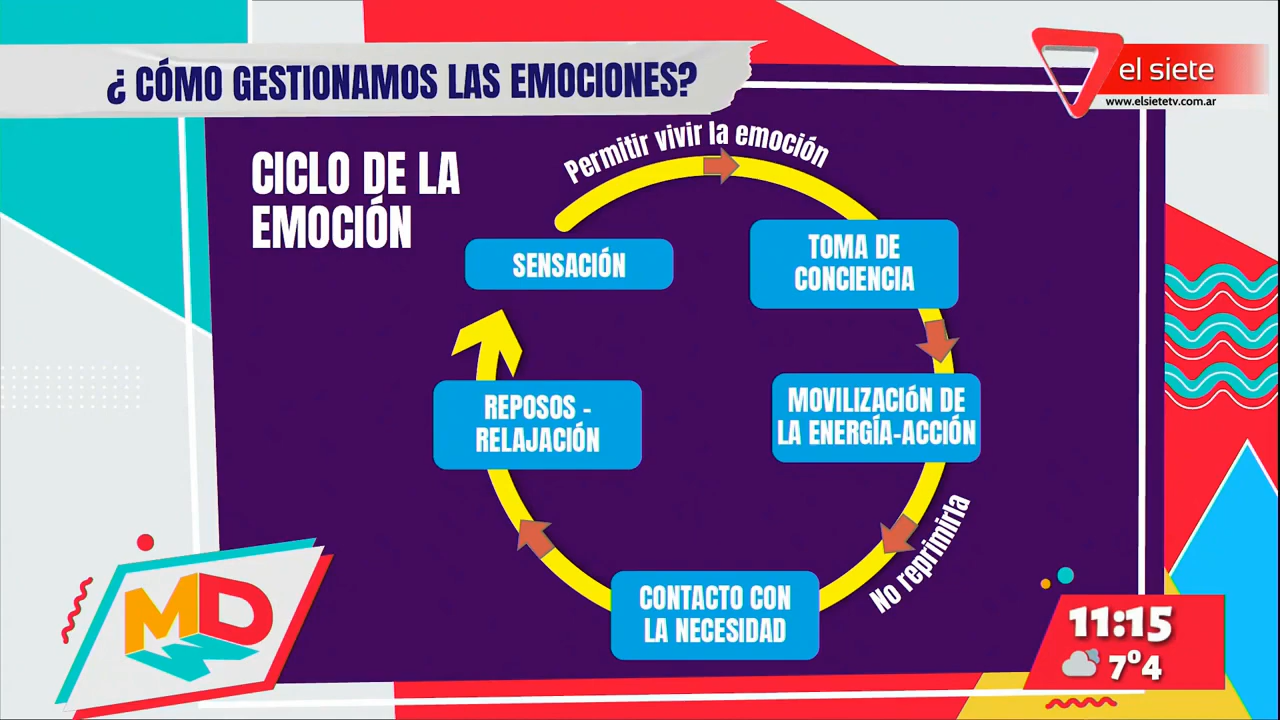 ¿ CÓMO GESTIONAMOS LAS EMOCIONES?
el siete
www.elsietetv.com.ar
CICLO DE LA
EMOCIÓN
Permitir vivir la emoción
SENSACIÓN
TOMA DE
CONCIENCIA
MOVILIZACIÓN DE
LA ENERGÍA-ACCIÓN
No reprimirla
CONTACTO CON
LA NECESIDAD
REPOSOS -
RELAJACIÓN
MD
11:15
7º4